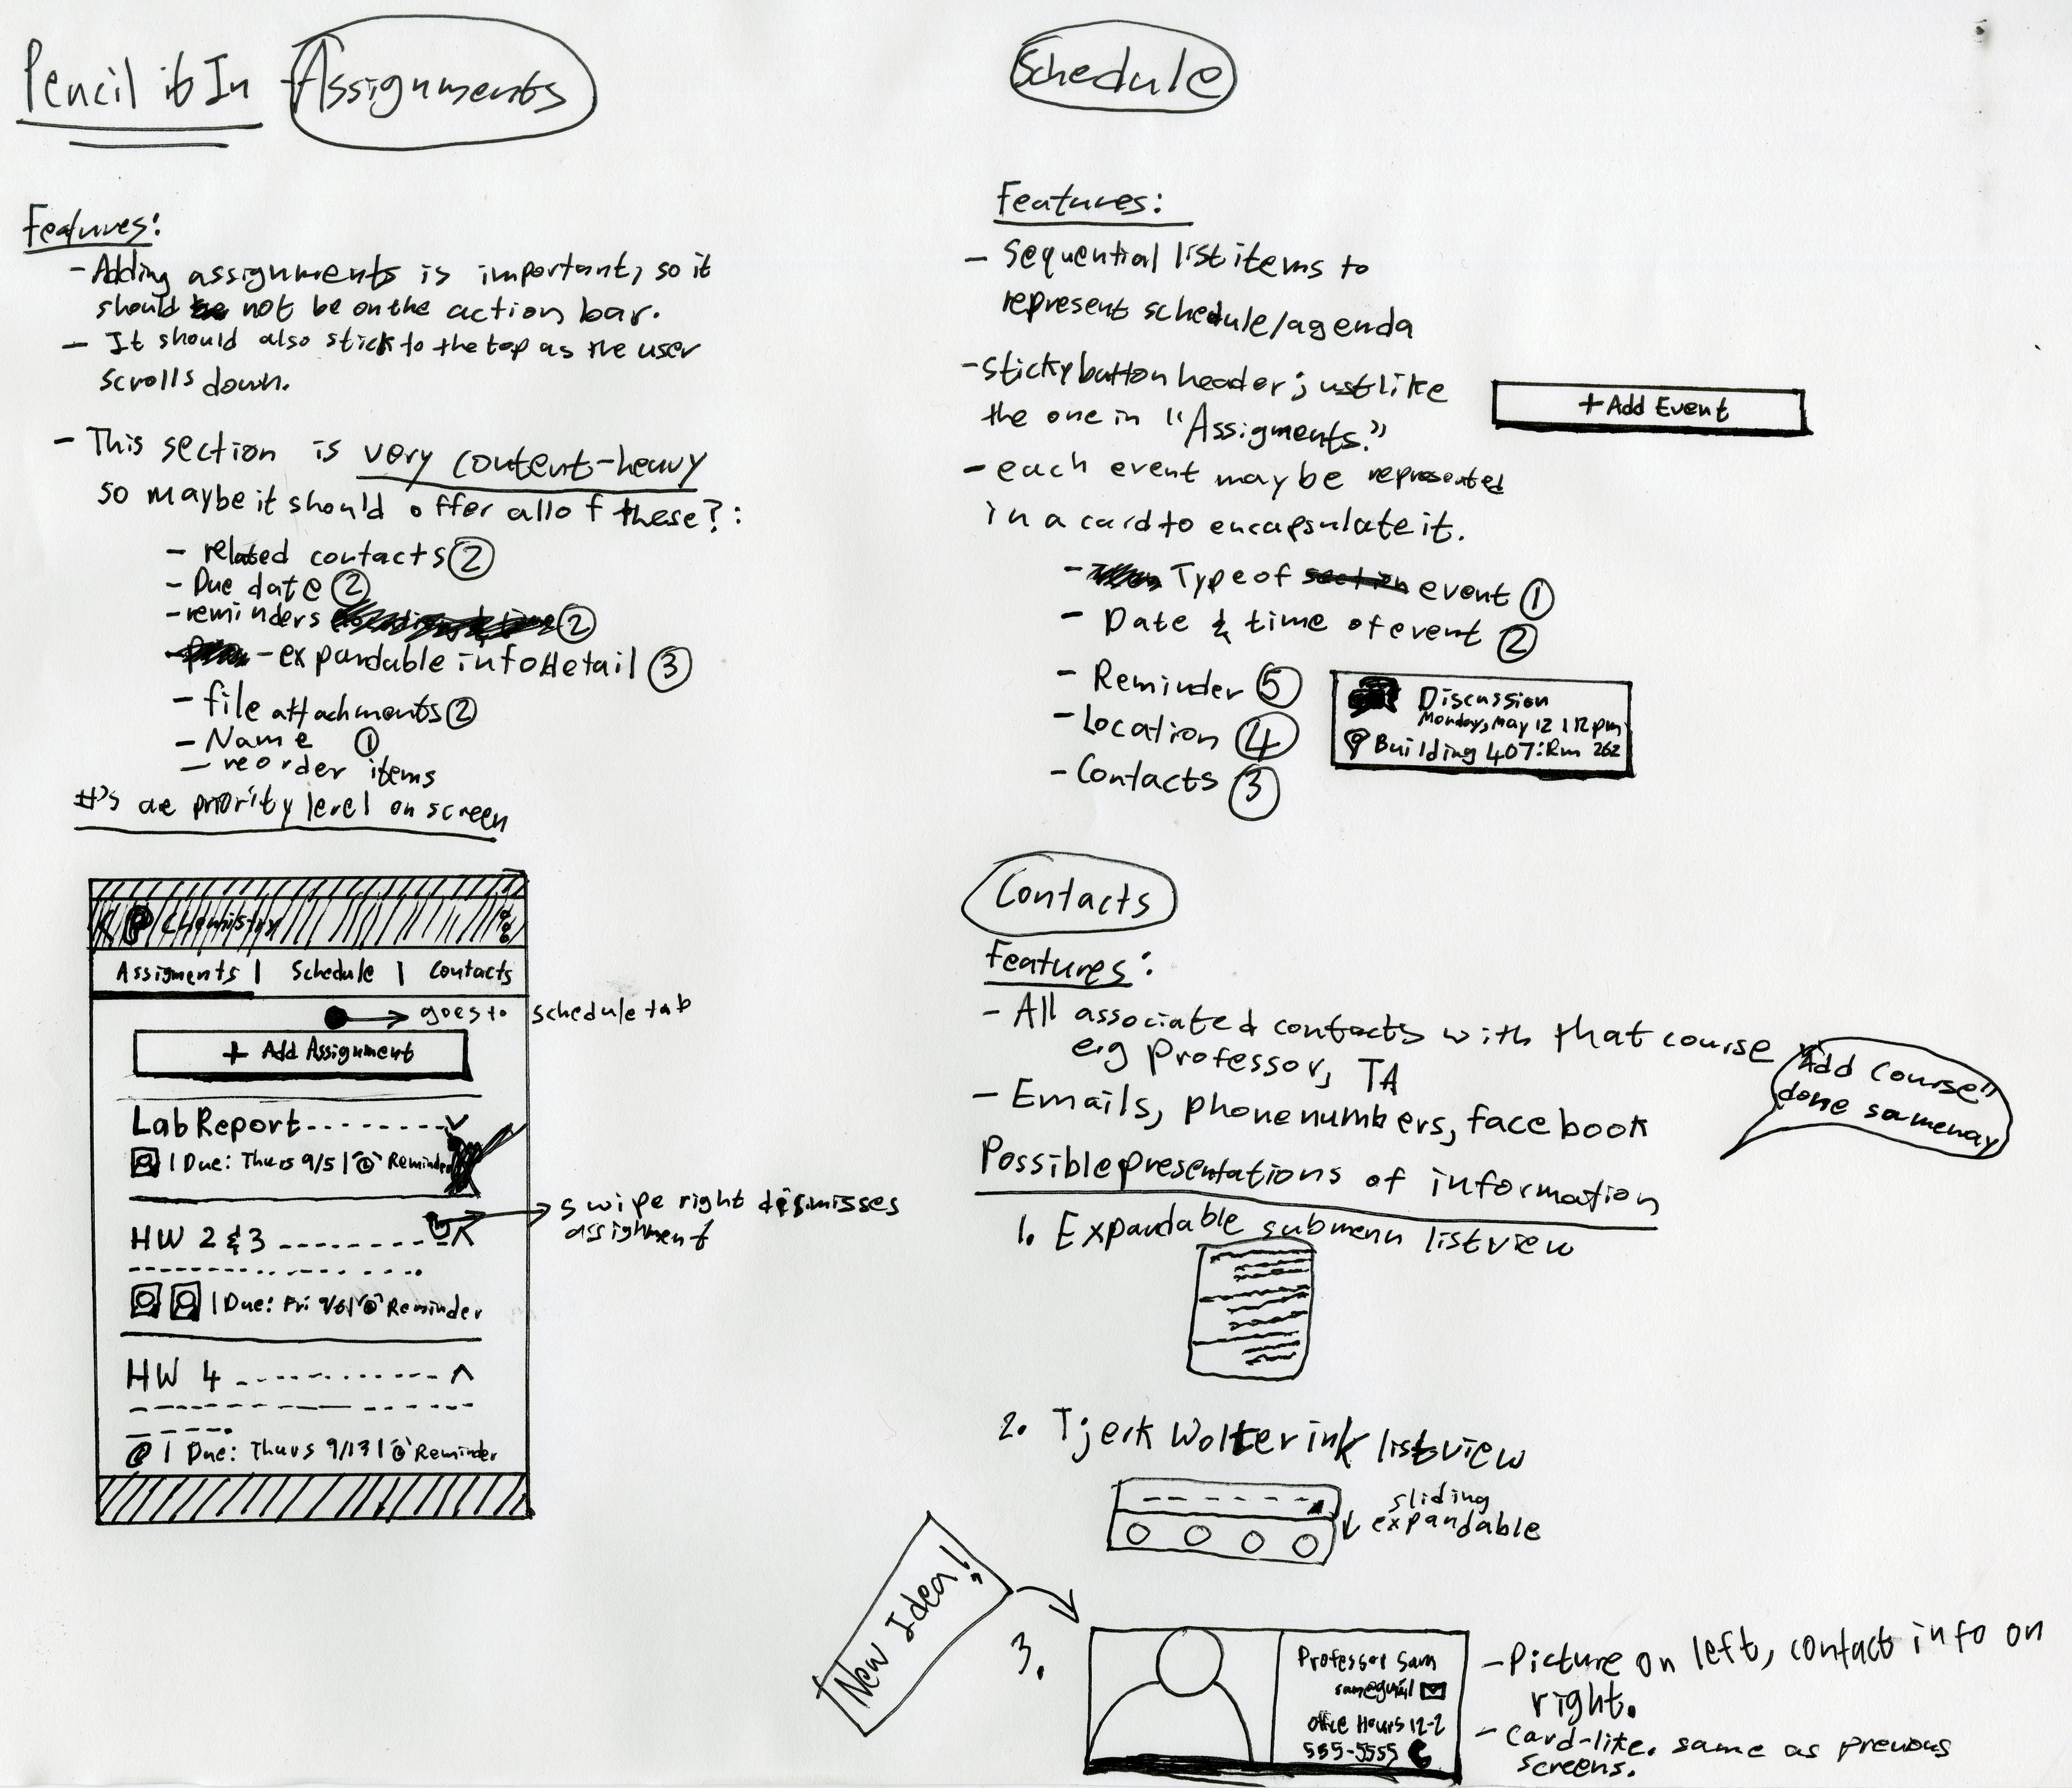 Pencil it In Assignments
Features:
- Adding assignments is important, so it
should not be on the action bar.
- It should also stick to the top as the user
scrolls down.
- This section is very content-heavy
so maybe it should offer all of these?:
- related contacts 2
- Due date 2
- reminders 2
- expandable info detail 3
- file attachments 2
- Name 1
- reorder items
#'s are priority level on screen
Chemistry
Assigments | Schedule | Contacts
goes to schedule tab
+ Add Assignment
Lab Report
| Due: Thurs 9/5 | Reminder
swipe right dismisses
assighment
HW 2 & 3
| Due: Fri 9/6 | Reminder
HW 4
@ | Due: Thurs 9/13 | Reminder
Schedule
Features:
- Sequential list items to
represent schedule/agenda
- sticky button header; just like
the one in "Assigments."
+ Add Event
- each event may be represented
in a card to encapsulate it.
- Type of section event 1
- Date & time of event 2
- Reminder 5
- Location 4
- Contacts 3
Discussion
Monday, May 12 | 12pm
Building 407: Rm 262
Contacts
Features:
- All associated contacts with that course
e.g professor, TA
"Add Course"
done sameway
- Emails, phone numbers, facebook
Possible presentations of information
1. Expandable submenu listview
2. Tjerk Wolterink listview
sliding
expandable
New Idea!
3.
Professor Sam
sam@gmail
Office Hours 12-2
555-5555
- Picture on left, contact info on
right.
- Card-like. same as previous
screens.